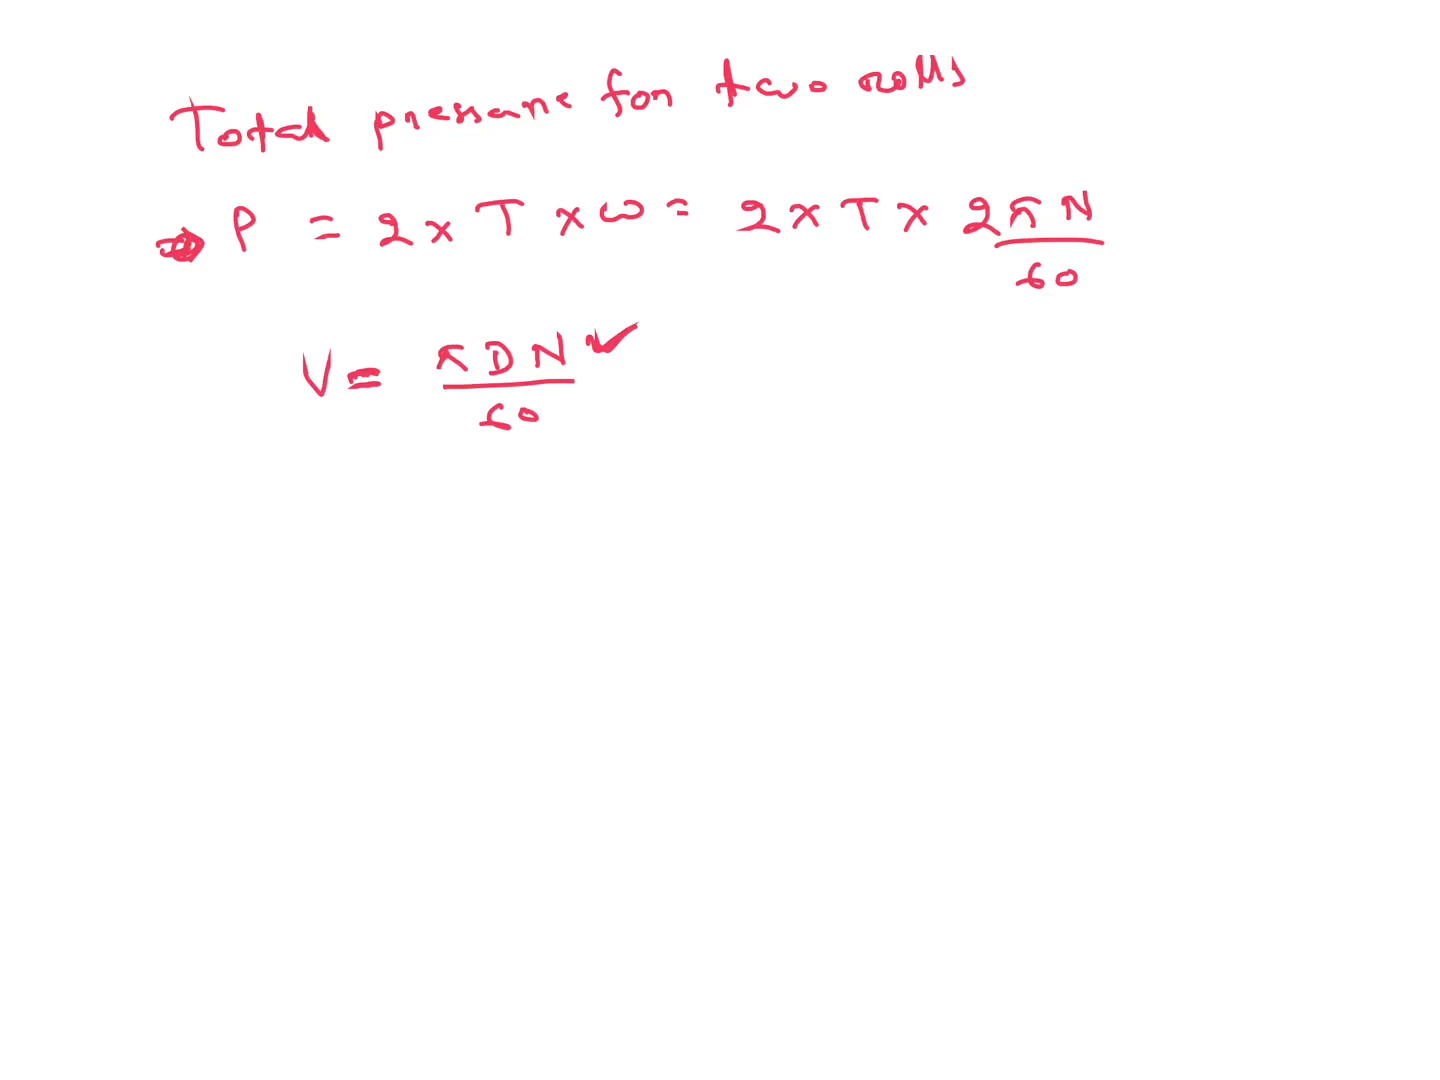 Total pressure for two rolls
⇒ P = 2 × T × ω = 2 × T × 2πN/60
V = πDN/60 ✓